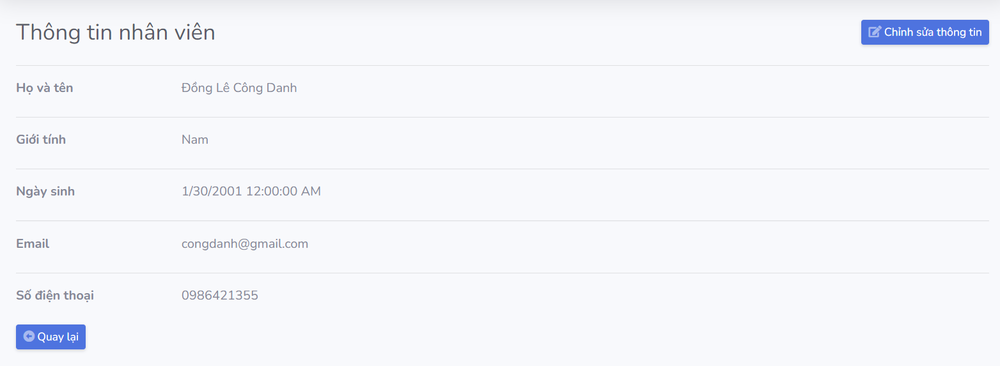 Thông tin nhân viên
Chỉnh sửa thông tin
Họ và tên Đồng Lê Công Danh
Giới tính Nam
Ngày sinh 1/30/2001 12:00:00 AM
Email congdanh@gmail.com
Số điện thoại 0986421355
Quay lại